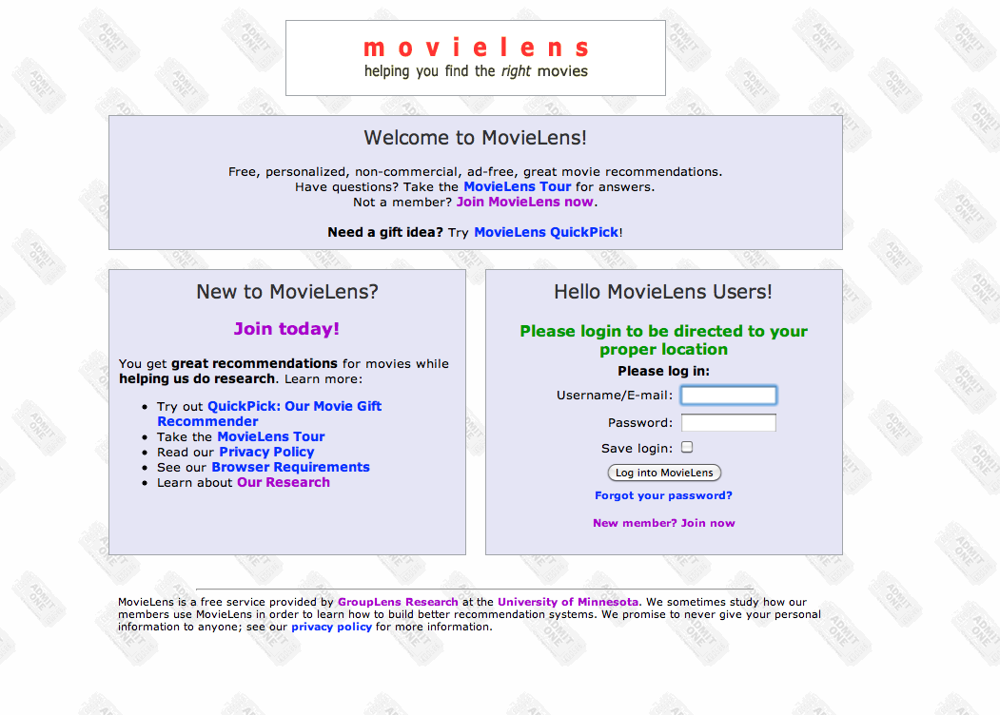 movielens
helping you find the right movies
Welcome to MovieLens!
Free, personalized, non-commercial, ad-free, great movie recommendations.
Have questions? Take the MovieLens Tour for answers.
Not a member? Join MovieLens now.
Need a gift idea? Try MovieLens QuickPick!
New to MovieLens?
Join today!
You get great recommendations for movies while
helping us do research. Learn more:
• Try out QuickPick: Our Movie Gift
Recommender
• Take the MovieLens Tour
• Read our Privacy Policy
• See our Browser Requirements
• Learn about Our Research
Hello MovieLens Users!
Please login to be directed to your
proper location
Please log in:
Username/E-mail:
Password:
Save login:
Log into MovieLens
Forgot your password?
New member? Join now
MovieLens is a free service provided by GroupLens Research at the University of Minnesota. We sometimes study how our
members use MovieLens in order to learn how to build better recommendation systems. We promise to never give your personal
information to anyone; see our privacy policy for more information.
ADMIT
ONE